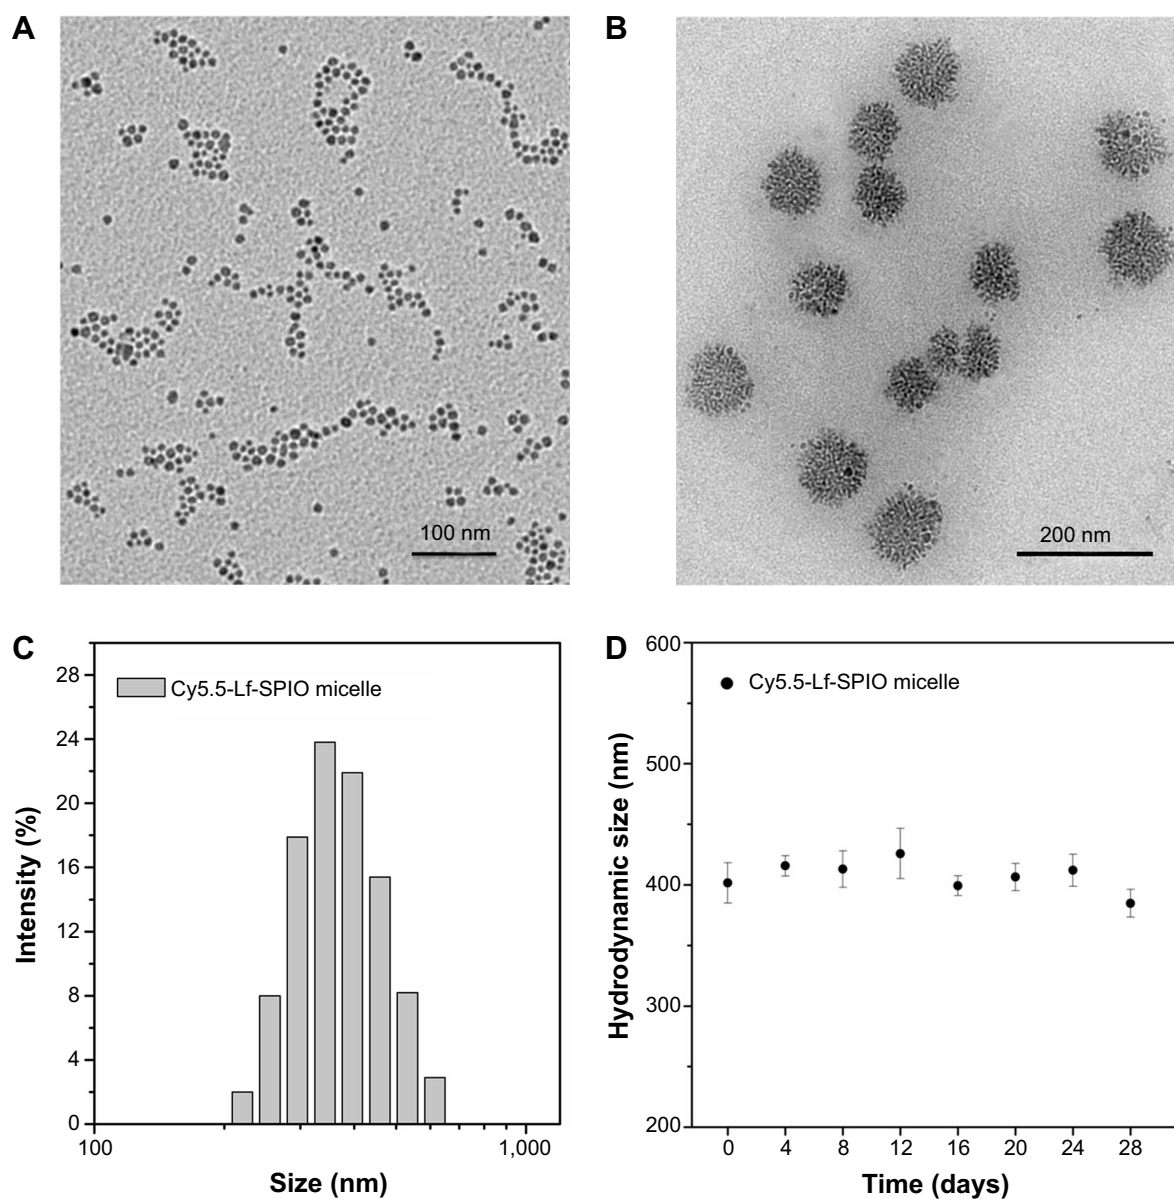 A
B
100 nm
200 nm
C
D
28
24
20
16
12
8
4
0
Intensity (%)
Cy5.5-Lf-SPIO micelle
100
1,000
Size (nm)
600
500
400
300
200
Hydrodynamic size (nm)
Cy5.5-Lf-SPIO micelle
0 4 8 12 16 20 24 28
Time (days)